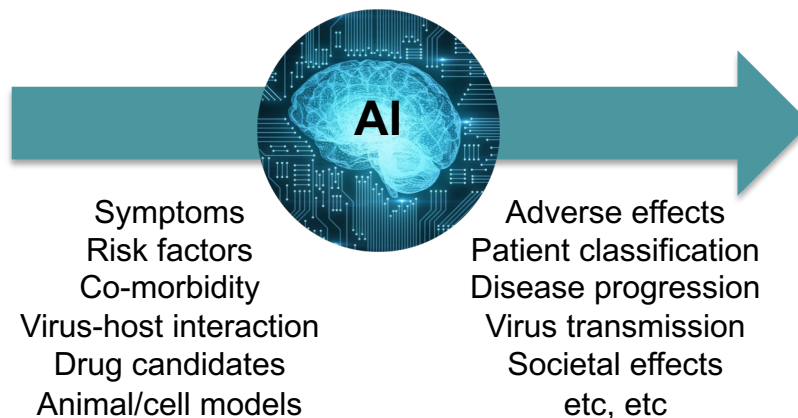 AI
Symptoms
Risk factors
Co-morbidity
Virus-host interaction
Drug candidates
Animal/cell models
Adverse effects
Patient classification
Disease progression
Virus transmission
Societal effects
etc, etc